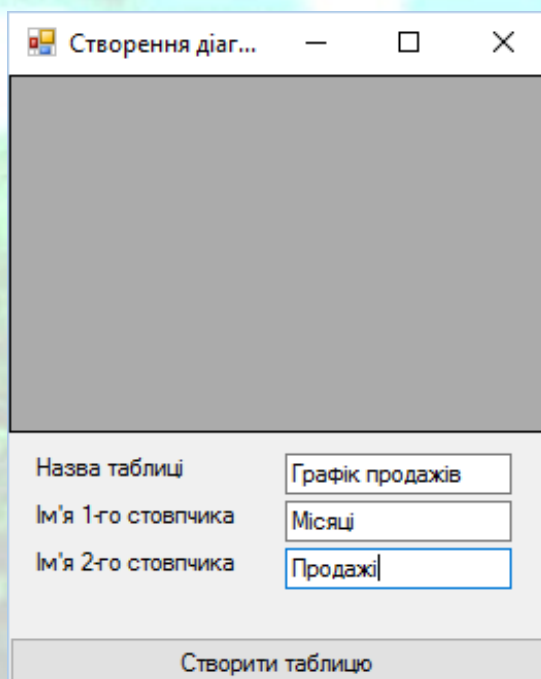 Створення діаг...
Назва таблиці
Графік продажів
Ім'я 1-го стовпчика
Місяці
Ім'я 2-го стовпчика
Продажі
Створити таблицю